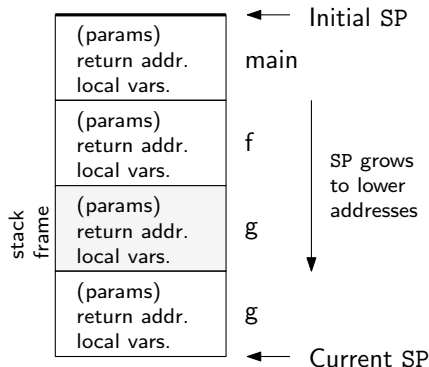 Initial SP
(params)
return addr.
local vars.
main
(params)
return addr.
local vars.
f
SP grows
to lower
addresses
stack
frame
(params)
return addr.
local vars.
g
(params)
return addr.
local vars.
g
Current SP